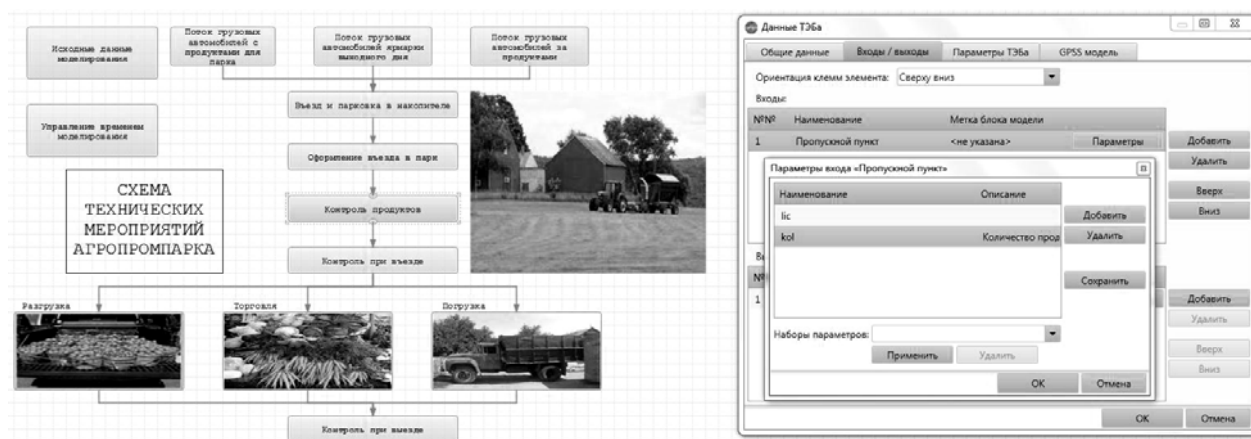 Исходные данные
моделирования
Поток грузовых
автомобилей с
продуктами для
парка
Поток грузовых
автомобилей ярмарки
выходного дня
Поток грузовых
автомобилей за
продуктами
Въезд и парковка в накопителе
Управление временем
моделирования
Оформление въезда в парк
СХЕМА
ТЕХНИЧЕСКИХ
МЕРОПРИЯТИЙ
АГРОПРОМПАРКА
Контроль продуктов
Контроль при въезде
Разгрузка
Торговля
Погрузка
Контроль при выезде
Данные ТЭБа
Общие данные
Входы / выходы
Параметры ТЭБа
GPSS модель
Ориентация клемм элемента: Сверху вниз
Входы:
№№ Наименование Метка блока модели
1 Пропускной пункт <не указана> Параметры
Добавить
Удалить
Вверх
Вниз
Параметры входа «Пропускной пункт»
Наименование Описание
lic
kol Количество прод
Добавить
Удалить
Сохранить
Наборы параметров:
Применить Удалить
ОК Отмена
1
Добавить
Удалить
Вверх
Вниз
ОК Отмена